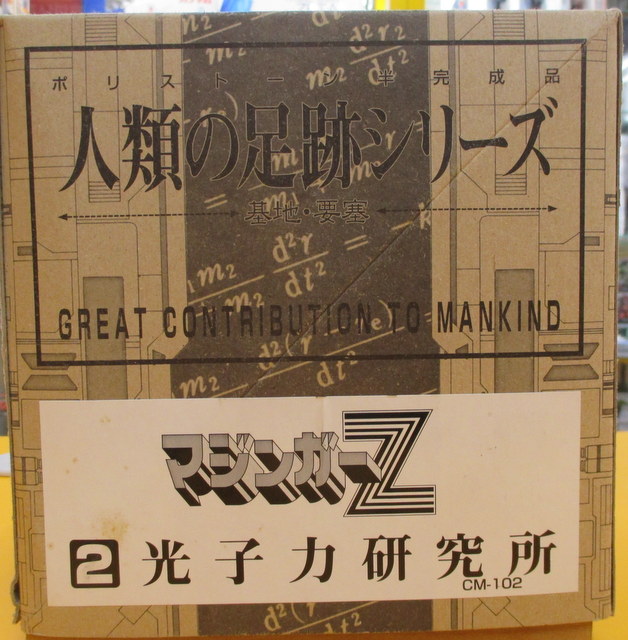 ポリストーン半完成品
人類の足跡シリーズ
基地・要塞
GREAT CONTRIBUTION TO MANKIND
マジンガーZ
2 光子力研究所
CM-102